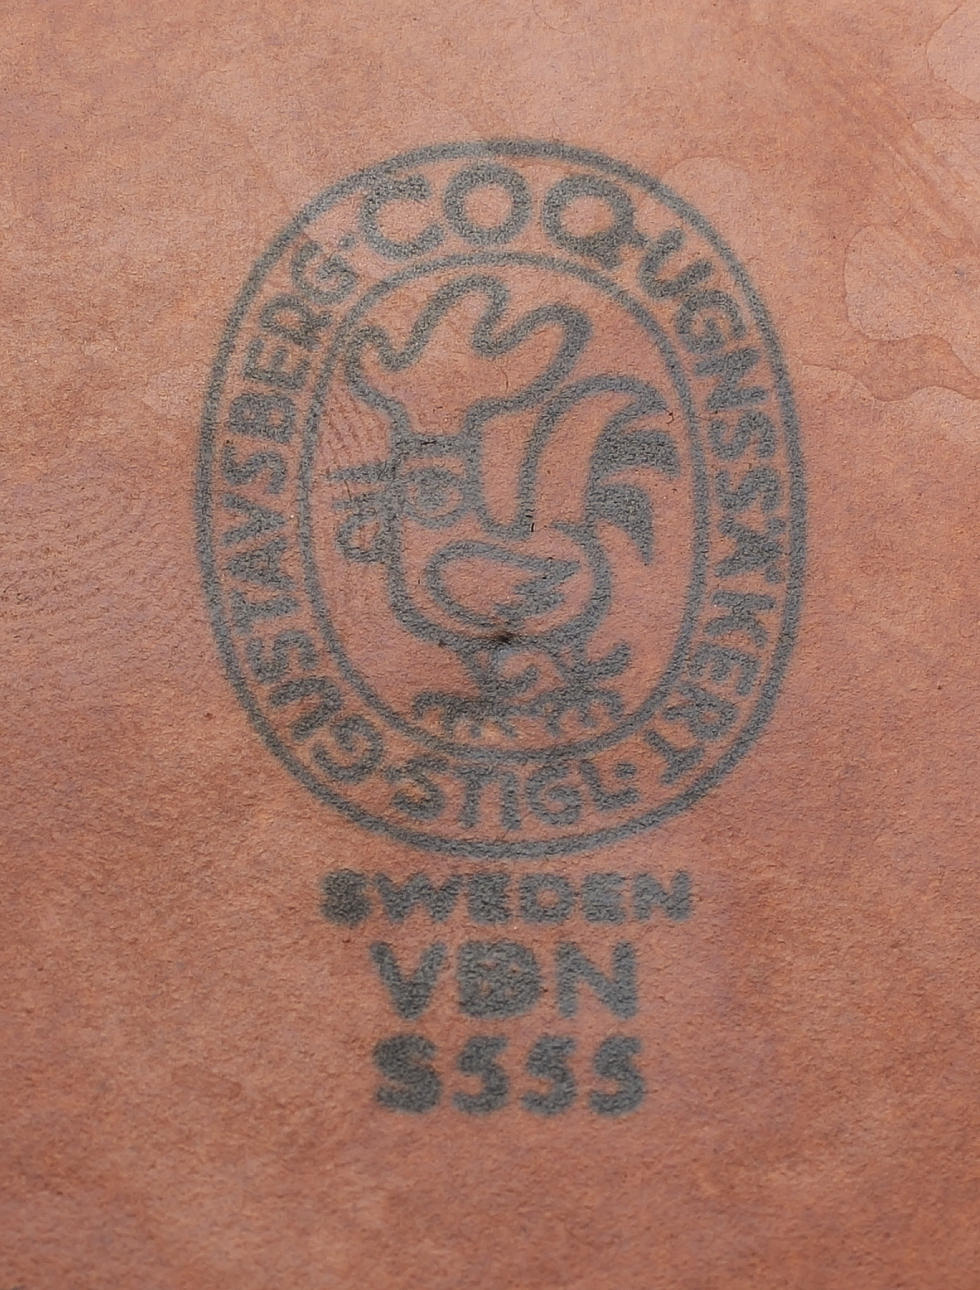 GUSTAVSBERG·COQ·UGNSSÄKERT·STIGL·
SWEDEN
VDN
SSSS